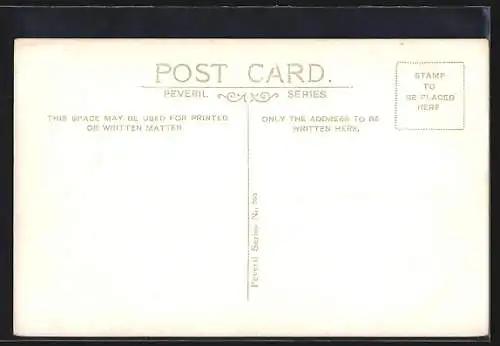 POST CARD.
PEVERIL SERIES.
STAMP
TO
BE PLACED
HERE
THIS SPACE MAY BE USED FOR PRINTED
OR WRITTEN MATTER
ONLY THE ADDRESS TO BE
WRITTEN HERE.
Peveril Series No.